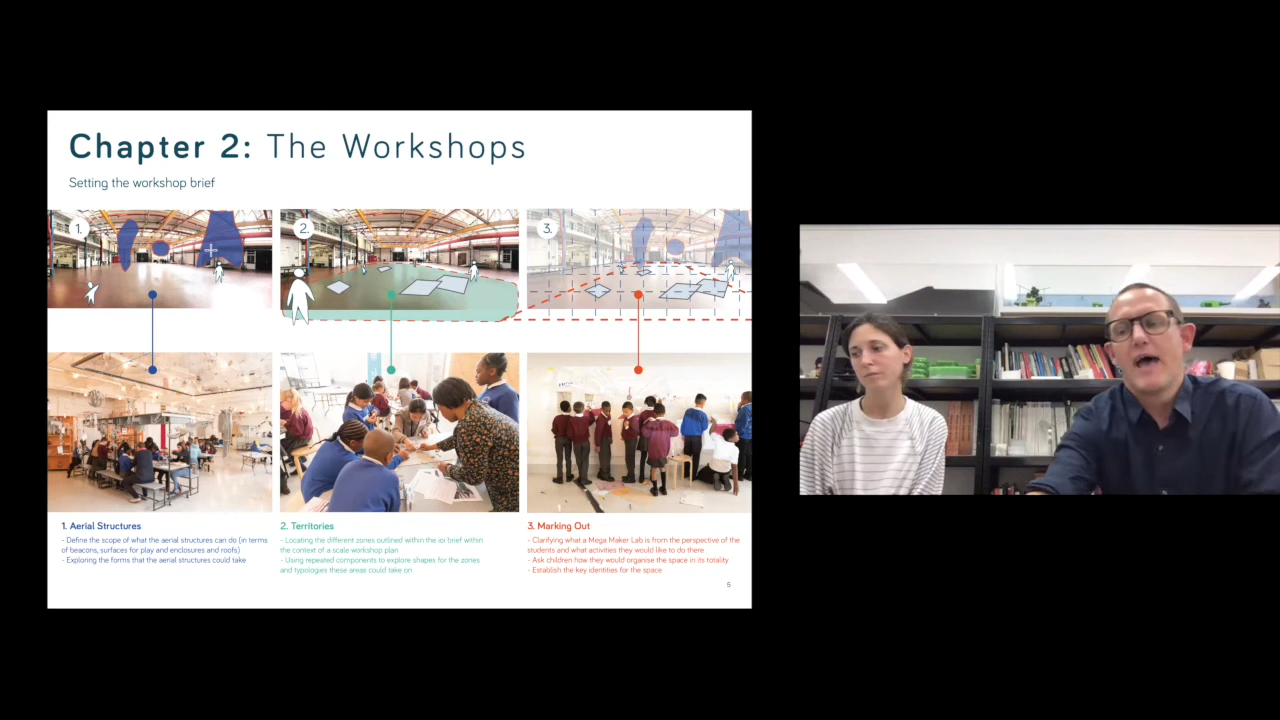 Chapter 2: The Workshops
Setting the workshop brief
1.
2.
3.
1. Aerial Structures
- Define the scope of what the aerial structures can do (in terms
of beacons, surfaces for play and enclosures and roofs)
- Exploring the forms that the aerial structures could take
2. Territories
- Locating the different zones outlined within the ioi brief within
the context of a scale workshop plan
- Using repeated components to explore shapes for the zones
and typologies these areas could take on
3. Marking Out
- Clarifying what a Mega Maker Lab is from the perspective of the
students and what activities they would like to do there
- Ask children how they would organise the space in its totality
- Establish the key identities for the space
5